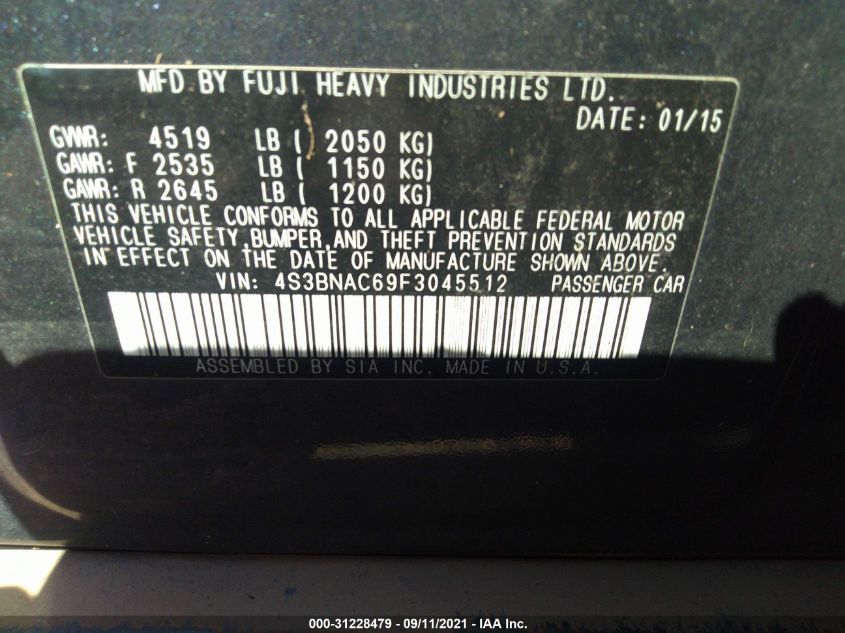 MFD BY FUJI HEAVY INDUSTRIES LTD.
DATE: 01/15
GVWR: 4519 LB ( 2050 KG)
GAWR: F 2535 LB ( 1150 KG)
GAWR: R 2645 LB ( 1200 KG)
THIS VEHICLE CONFORMS TO ALL APPLICABLE FEDERAL MOTOR
VEHICLE SAFETY,BUMPER,AND THEFT PREVENTION STANDARDS
IN EFFECT ON THE DATE OF MANUFACTURE SHOWN ABOVE.
VIN: 4S3BNAC69F3045512 PASSENGER CAR
ASSEMBLED BY SIA INC. MADE IN U.S.A.
000-31228479 - 09/11/2021 - IAA Inc.